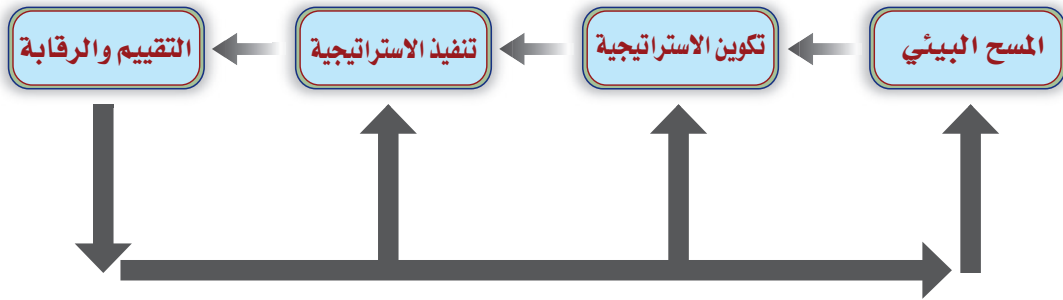 المسح البيئي
تكوين الاستراتيجية
تنفيذ الاستراتيجية
التقييم والرقابة